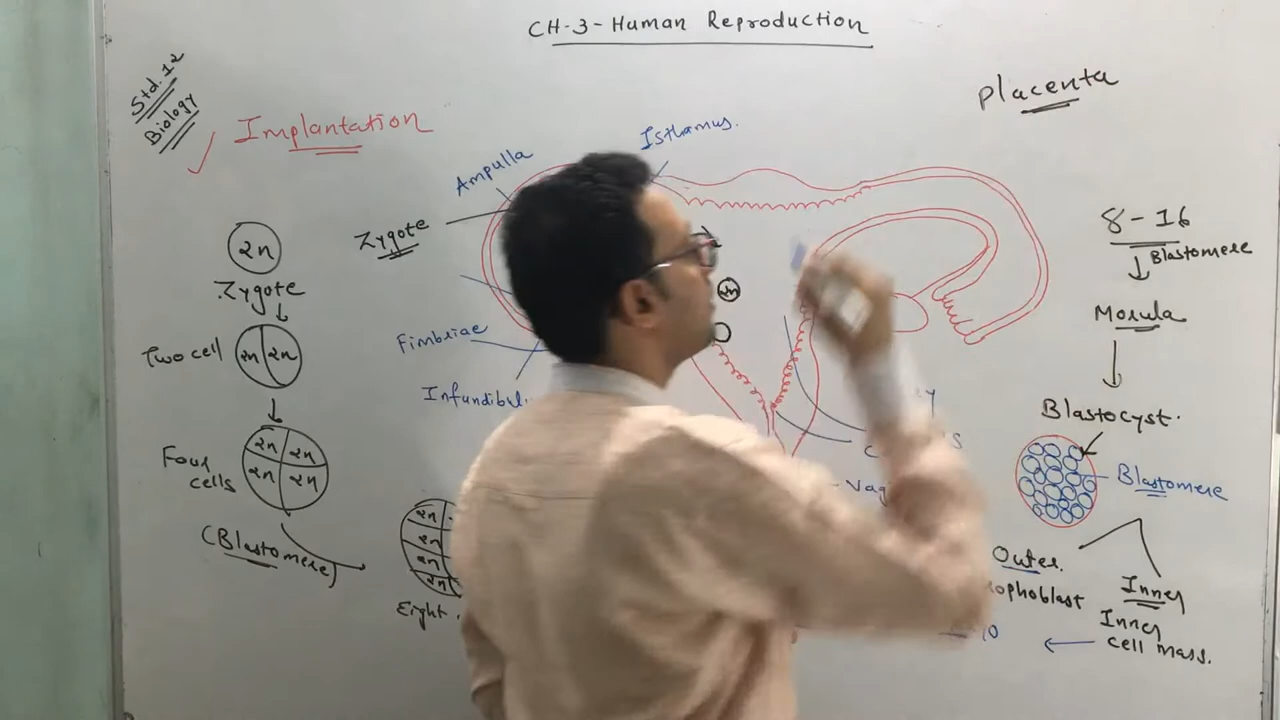 CH-3-Human Reproduction
Std. 12
Biology
Implantation
Placenta
Isthmus.
Ampulla
Zygote
Fimbriae
2n
Zygote
Two cell
2n 2n
Four
cells
2n 2n
2n 2n
(Blastomere)
2n
2n
2n
2n
Eight
2n
8-16
Blastomere
Morula
Blastocyst.
Blastomere
Outer.
Inner
Inner
cell mass.